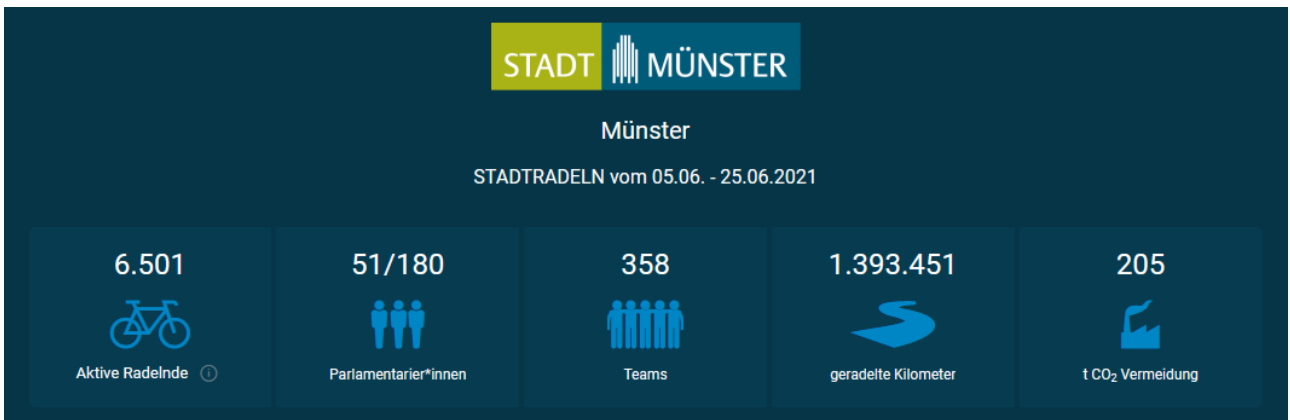 STADT MÜNSTER
Münster
STADTRADELN vom 05.06. - 25.06.2021
6.501
Aktive Radelnde
51/180
Parlamentarier*innen
358
Teams
1.393.451
geradelte Kilometer
205
t CO₂ Vermeidung